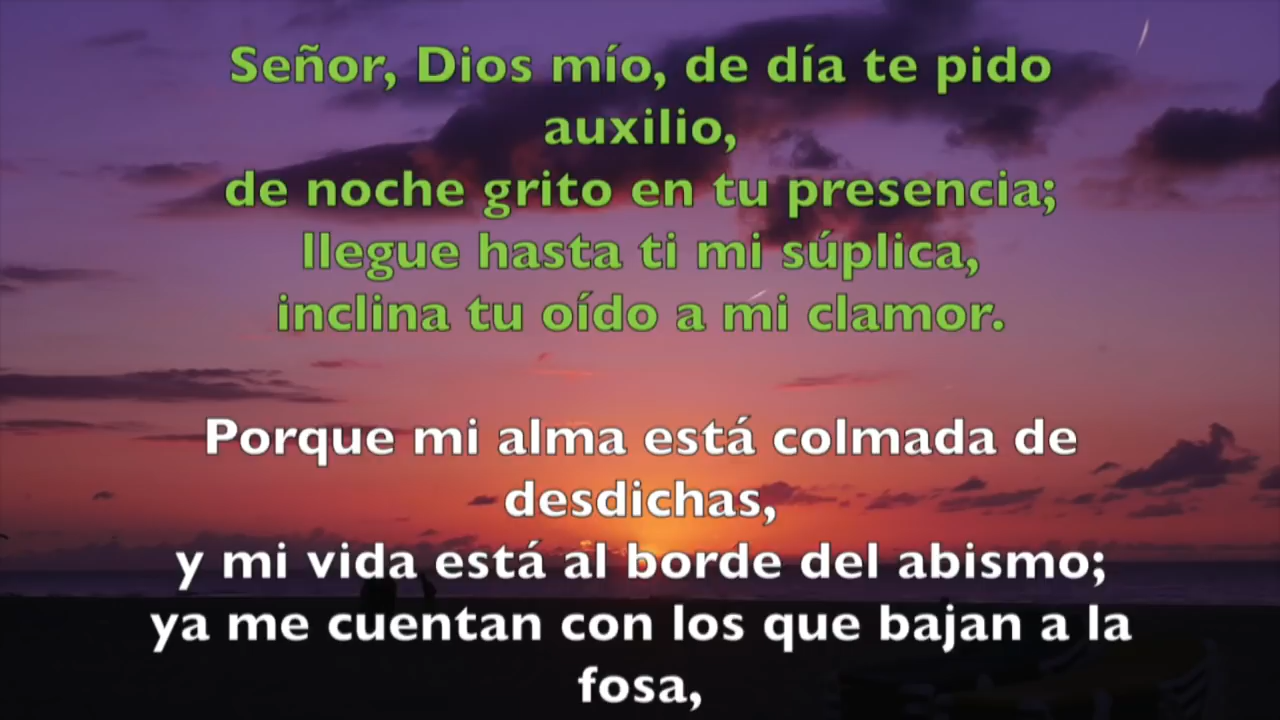 Señor, Dios mío, de día te pido
auxilio,
de noche grito en tu presencia;
llegue hasta ti mi súplica,
inclina tu oído a mi clamor.
Porque mi alma está colmada de
desdichas,
y mi vida está al borde del abismo;
ya me cuentan con los que bajan a la
fosa,